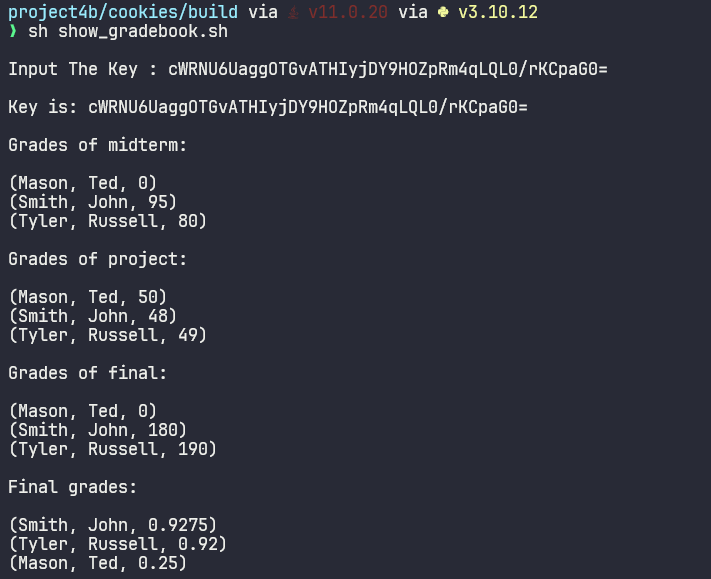 project4b/cookies/build via v11.0.20 via v3.10.12
❯ sh show_gradebook.sh
Input The Key : cWRNU6UaggOTGvATHIyjDY9HOZpRm4qLQL0/rKCpaG0=
Key is: cWRNU6UaggOTGvATHIyjDY9HOZpRm4qLQL0/rKCpaG0=
Grades of midterm:
(Mason, Ted, 0)
(Smith, John, 95)
(Tyler, Russell, 80)
Grades of project:
(Mason, Ted, 50)
(Smith, John, 48)
(Tyler, Russell, 49)
Grades of final:
(Mason, Ted, 0)
(Smith, John, 180)
(Tyler, Russell, 190)
Final grades:
(Smith, John, 0.9275)
(Tyler, Russell, 0.92)
(Mason, Ted, 0.25)